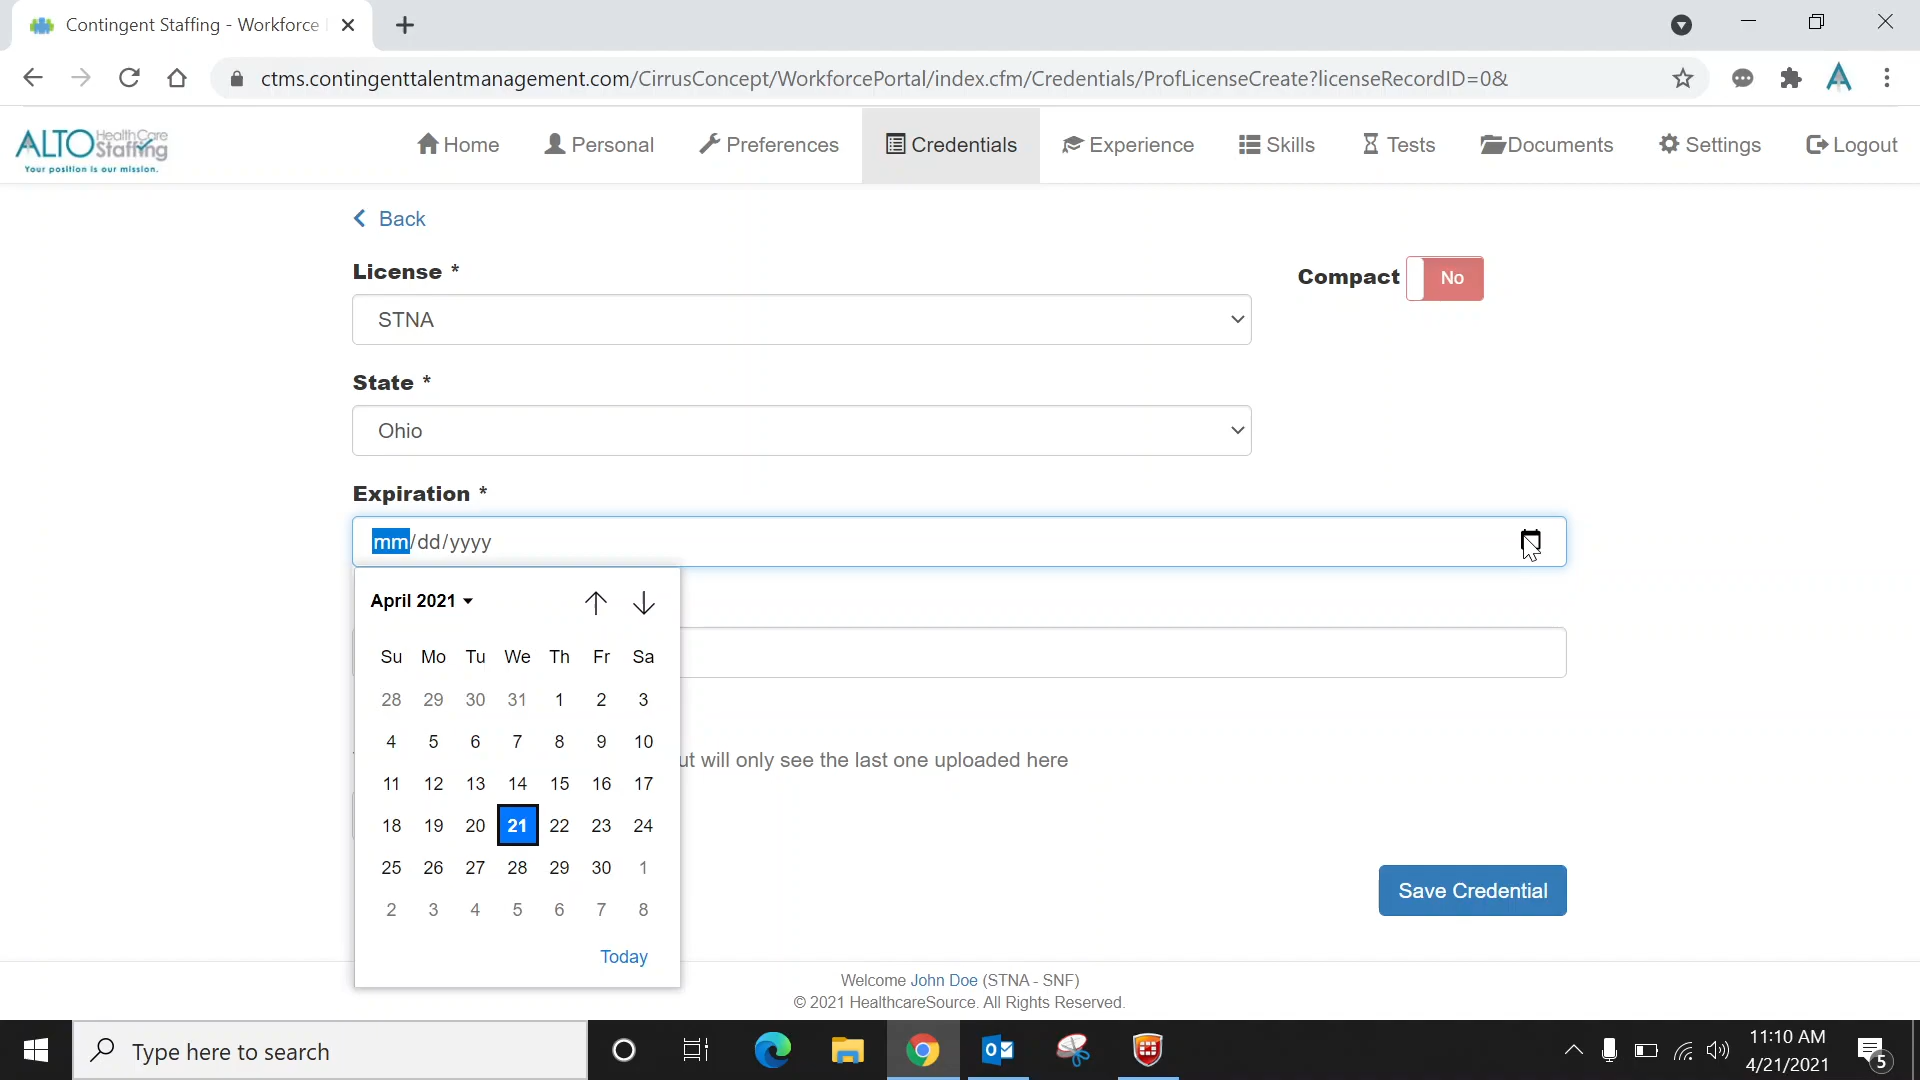 Contingent Staffing - Workforce
ctms.contingenttalentmanagement.com/CirrusConcept/WorkforcePortal/index.cfm/Credentials/ProfLicenseCreate?licenseRecordID=0&
ALTO HealthCare Staffing
Your position is our mission.
Home Personal Preferences Credentials Experience Skills Tests Documents Settings Logout
Back
License *
Compact No
STNA
State *
Ohio
Expiration *
mm/dd/yyyy
April 2021
Su Mo Tu We Th Fr Sa
28 29 30 31 1 2 3
4 5 6 7 8 9 10
11 12 13 14 15 16 17
18 19 20 21 22 23 24
25 26 27 28 29 30 1
2 3 4 5 6 7 8
Today
will only see the last one uploaded here
Save Credential
Welcome John Doe (STNA - SNF)
© 2021 HealthcareSource. All Rights Reserved.
Type here to search
11:10 AM
4/21/2021
5